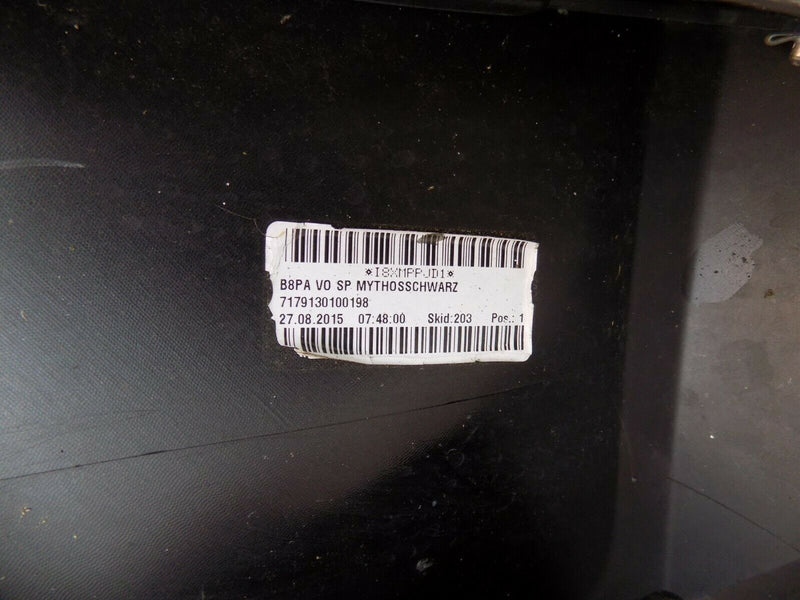 *I8XMPPJD1*
B8PA VO SP MYTHOSSCHWARZ
7179130100198
27.08.2015 07:48:00 Skid:203 Pos.: 1